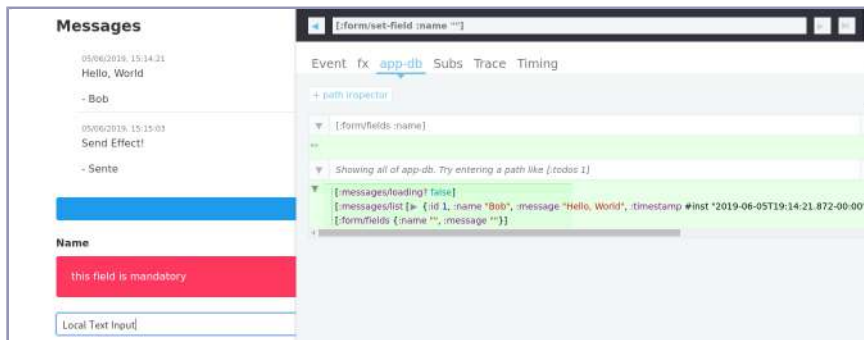 Messages
05/06/2019, 15:14:21
Hello, World
- Bob
05/06/2019, 15:15:03
Send Effect!
- Sente
Name
this field is mandatory
Local Text Input
[:form/set-field :name ""]
Event fx app-db Subs Trace Timing
+ path inspector
[:form/fields :name]
""
Showing all of app-db. Try entering a path like [:todos 1]
[:messages/loading? false]
[:messages/list [▶ {:id 1, :name "Bob", :message "Hello, World", :timestamp #inst "2019-06-05T19:14:21.872-00:00"
[:form/fields {:name "", :message ""}]